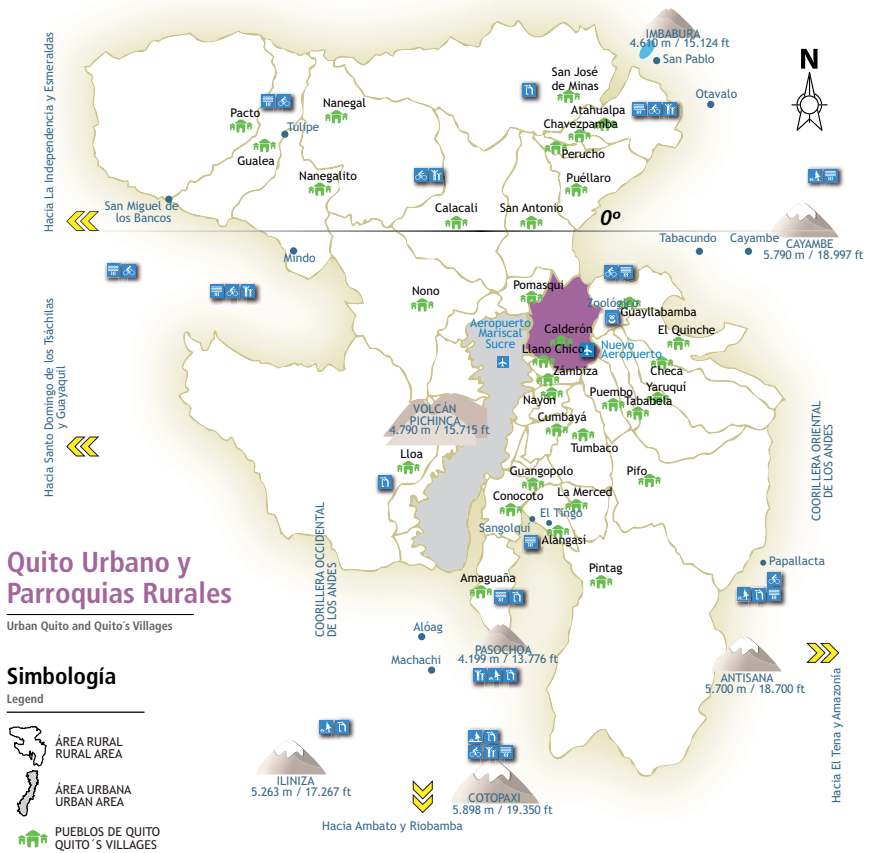 IMBABURA
4.610 m / 15.124 ft
San Pablo
N
Hacia La Independencia y Esmeraldas
San José
de Minas
Otavalo
Nanegal
Pacto
Atahualpa
Chavezpamba
Tulipe
Gualea
Perucho
Nanegalito
Puéllaro
San Miguel de
los Bancos
Calacali
San Antonio
0º
Tabacundo
Cayambe
CAYAMBE
5.790 m / 18.997 ft
Mindo
Nono
Pomasqui
Zoológico
Guayllabamba
Aeropuerto
Mariscal
Sucre
Calderón
El Quinche
Llano Chico
Nuevo
Aeropuerto
Zámbiza
Checa
Hacia Santo Domingo de los Tsáchilas
y Guayaquil
Nayón
Puembo
Yaruquí
Tababela
VOLCÁN
PICHINCA
4.790 m / 15.715 ft
Cumbayá
Tumbaco
COORILLERA ORIENTAL
DE LOS ANDES
Lloa
Guangopolo
Pifo
Conocoto
La Merced
El Tingo
Sangolquí
Alangasí
COORILLERA OCCIDENTAL
DE LOS ANDES
Quito Urbano y
Parroquias Rurales
Urban Quito and Quito´s Villages
Amaguaña
Pintag
Papallacta
Alóag
Machachi
PASOCHOA
4.199 m / 13.776 ft
ANTISANA
5.700 m / 18.700 ft
Hacia El Tena y Amazonía
Simbología
Legend
ÁREA RURAL
RURAL AREA
ÁREA URBANA
URBAN AREA
PUEBLOS DE QUITO
QUITO´S VILLAGES
ILINIZA
5.263 m / 17.267 ft
COTOPAXI
5.898 m / 19.350 ft
Hacia Ambato y Riobamba